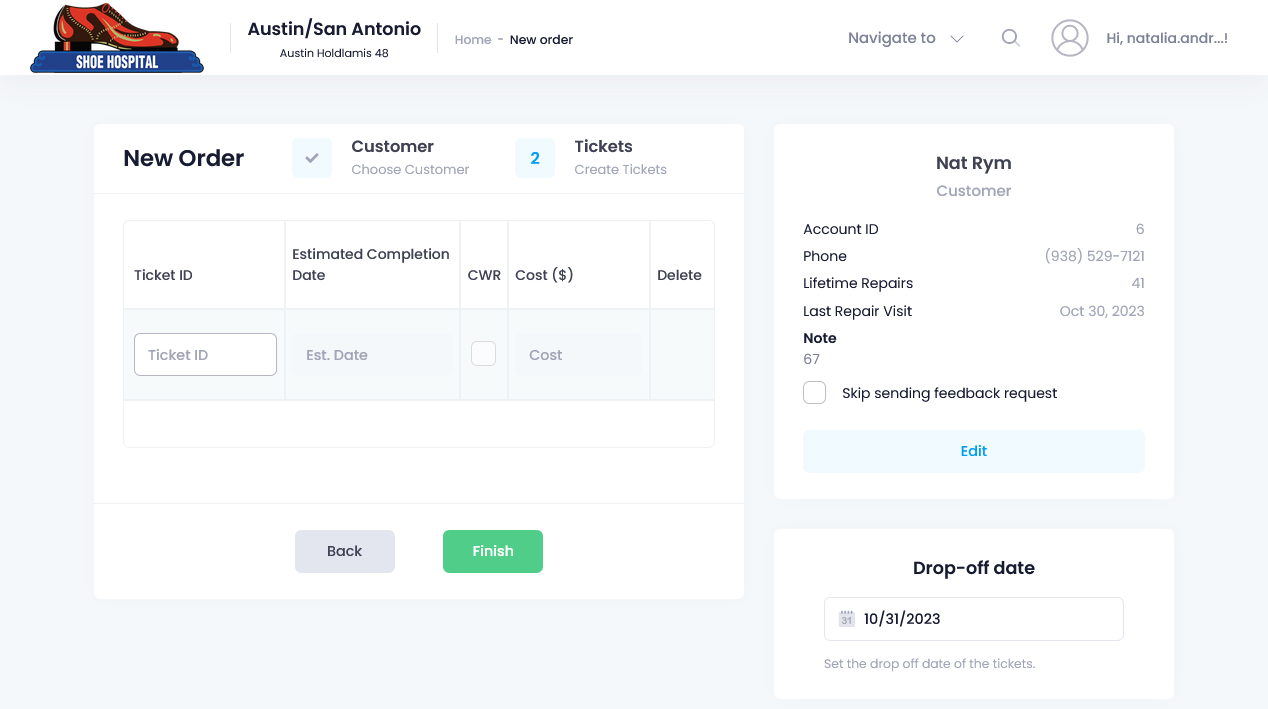 SHOE HOSPITAL
Austin/San Antonio
Austin Holdlamis 48
Home - New order
Navigate to
Hi, natalia.andr...!
New Order
Customer
Choose Customer
2
Tickets
Create Tickets
Ticket ID
Estimated Completion
Date
CWR
Cost ($)
Delete
Ticket ID
Est. Date
Cost
Back
Finish
Nat Rym
Customer
Account ID 6
Phone (938) 529-7121
Lifetime Repairs 41
Last Repair Visit Oct 30, 2023
Note
67
Skip sending feedback request
Edit
Drop-off date
31 10/31/2023
Set the drop off date of the tickets.